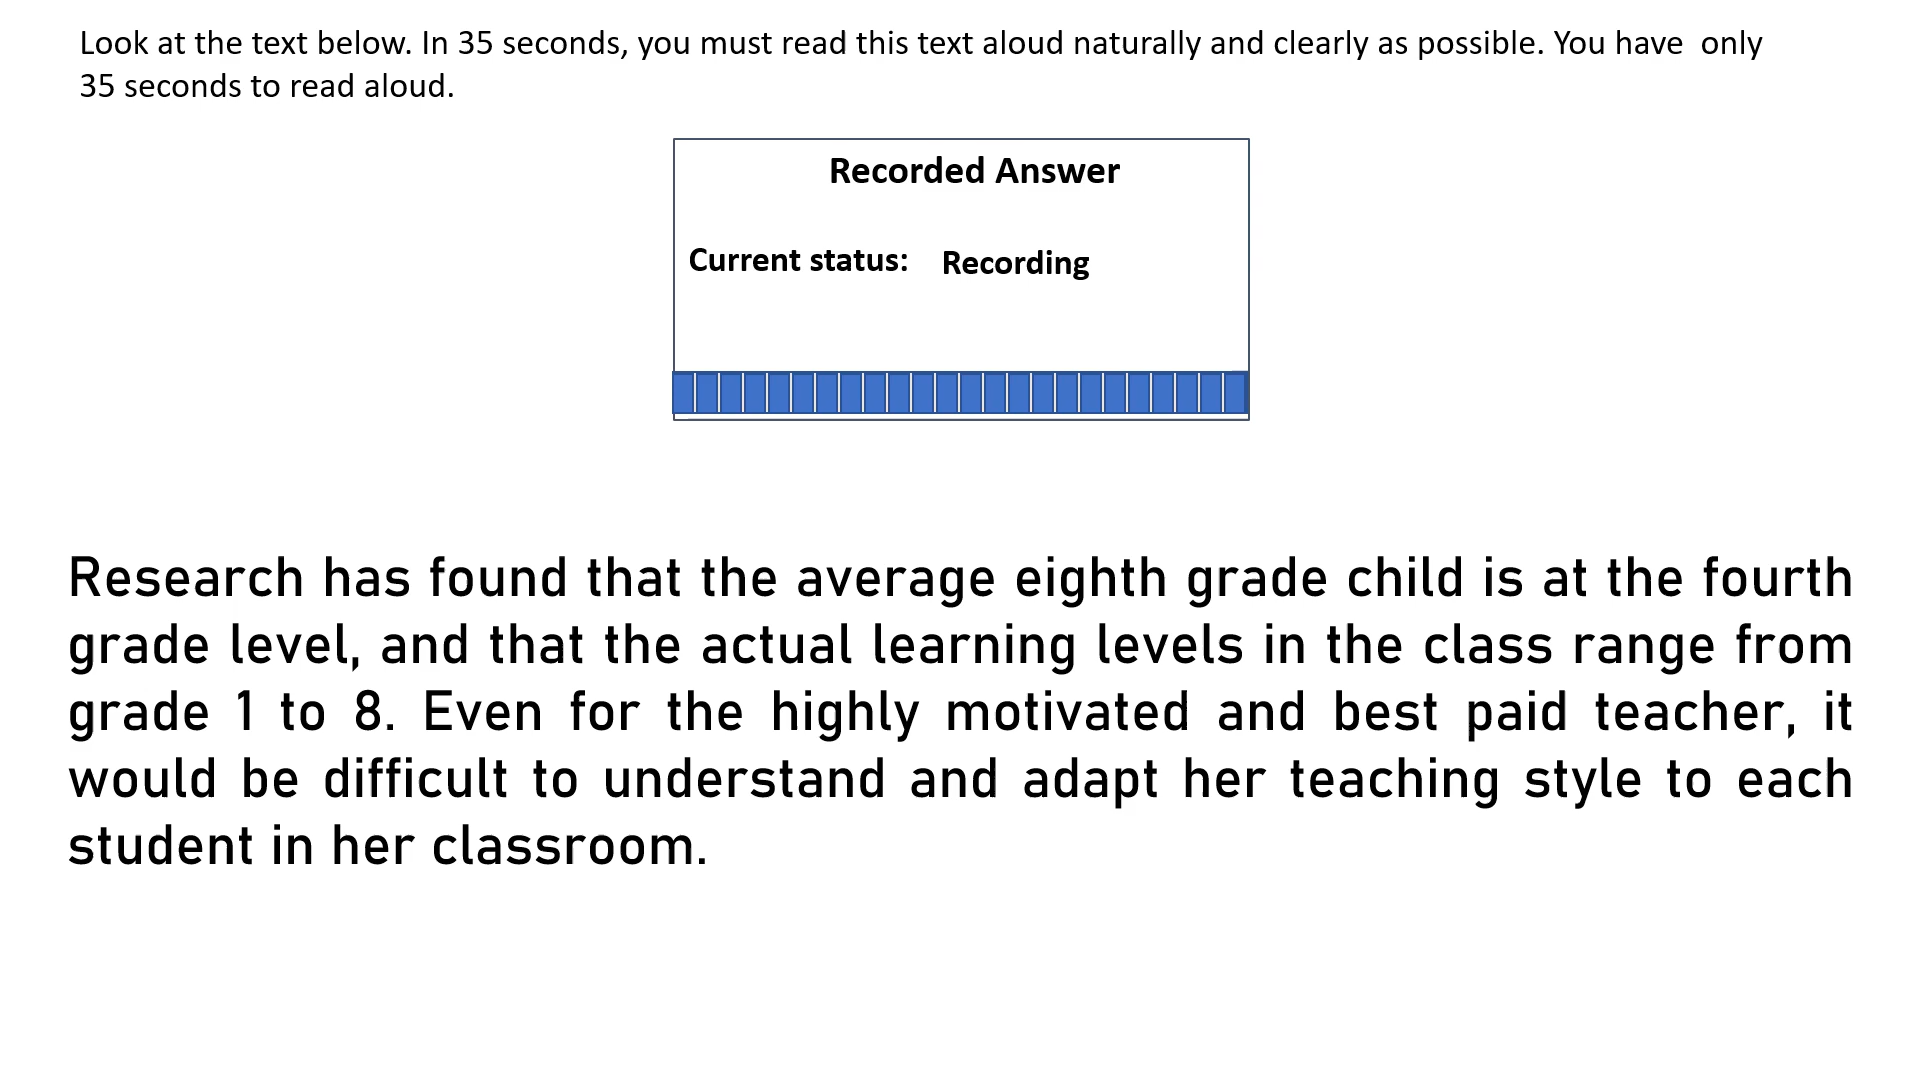 Look at the text below. In 35 seconds, you must read this text aloud naturally and clearly as possible. You have  only
35 seconds to read aloud.
Recorded Answer
Current status: Recording
Research has found that the average eighth grade child is at the fourth
grade level, and that the actual learning levels in the class range from
grade 1 to 8. Even for the highly motivated and best paid teacher, it
would be difficult to understand and adapt her teaching style to each
student in her classroom.